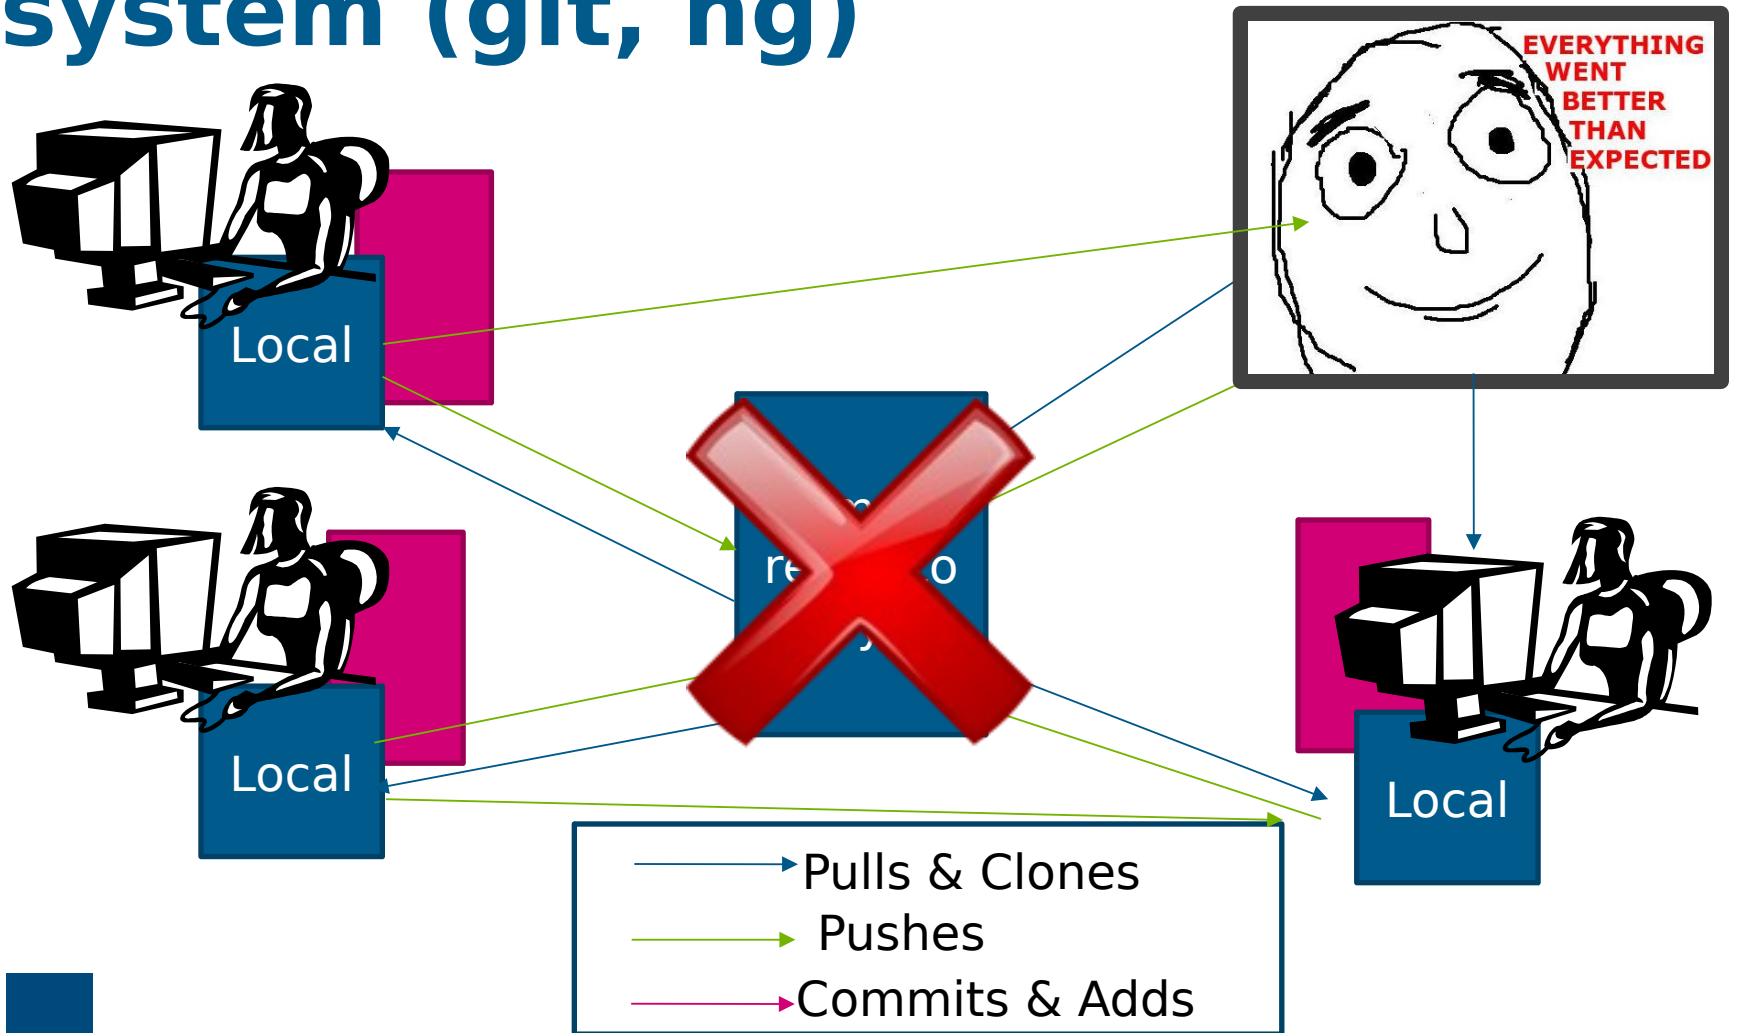 system (git, hg)
EVERYTHING
WENT
BETTER
THAN
EXPECTED
Local
Local
Local
Pulls & Clones
Pushes
Commits & Adds